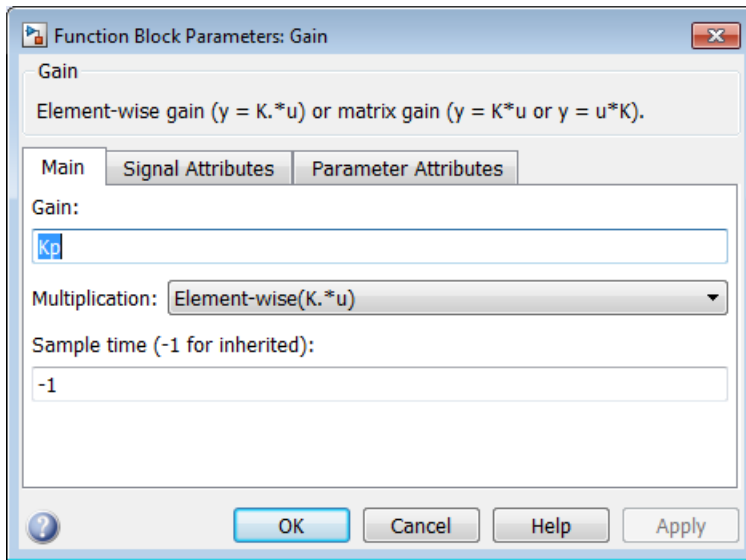 Function Block Parameters: Gain
Gain
Element-wise gain (y = K.*u) or matrix gain (y = K*u or y = u*K).
Main Signal Attributes Parameter Attributes
Gain:
Kp
Multiplication: Element-wise(K.*u)
Sample time (-1 for inherited):
-1
? OK Cancel Help Apply